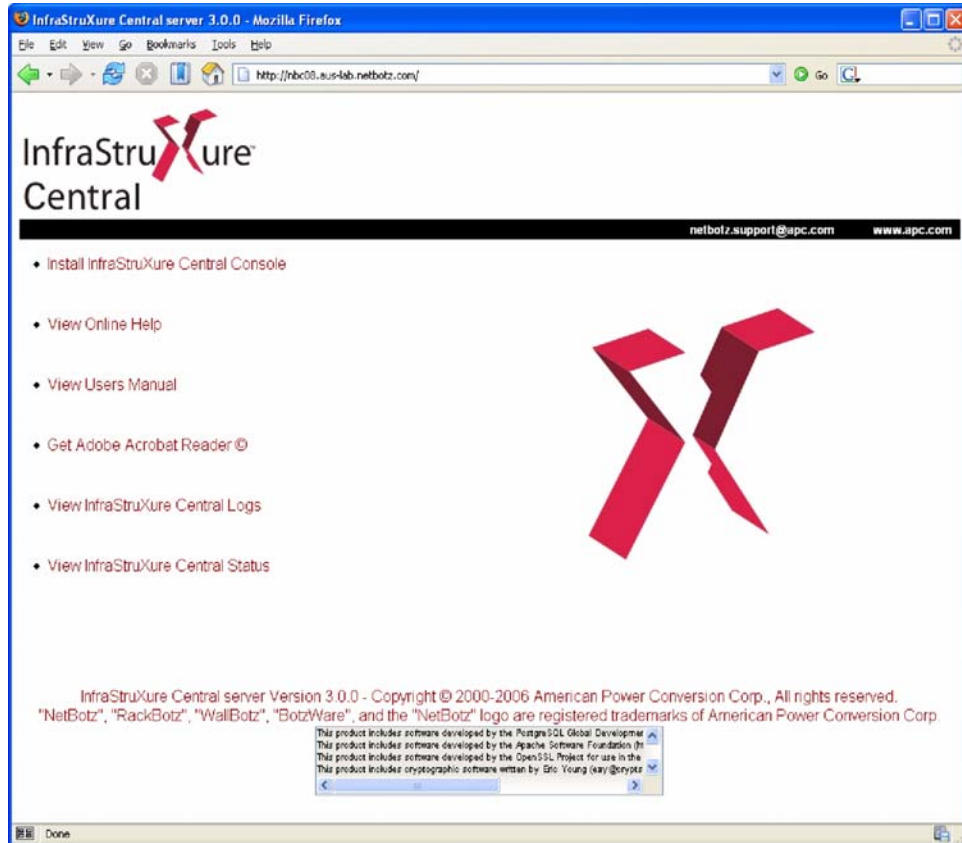 InfraStruXure Central server 3.0.0 - Mozilla Firefox
File Edit View Go Bookmarks Tools Help
http://nbc08.aus-lab.netbotz.com/
Go
InfraStruXure™
Central
netbotz.support@apc.com www.apc.com
Install InfraStruXure Central Console
View Online Help
View Users Manual
Get Adobe Acrobat Reader ©
View InfraStruXure Central Logs
View InfraStruXure Central Status
InfraStruXure Central server Version 3.0.0 - Copyright © 2000-2006 American Power Conversion Corp., All rights reserved.
"NetBotz", "RackBotz", "WallBotz", "BotzWare", and the "NetBotz" logo are registered trademarks of American Power Conversion Corp.
This product includes software developed by the PostgreSQL Global Developmer
This product includes software developed by the Apache Software Foundation (ht
This product includes software developed by the OpenSSL Project for use in the
This product includes cryptographic software written by Eric Young (eay@crypts
Done